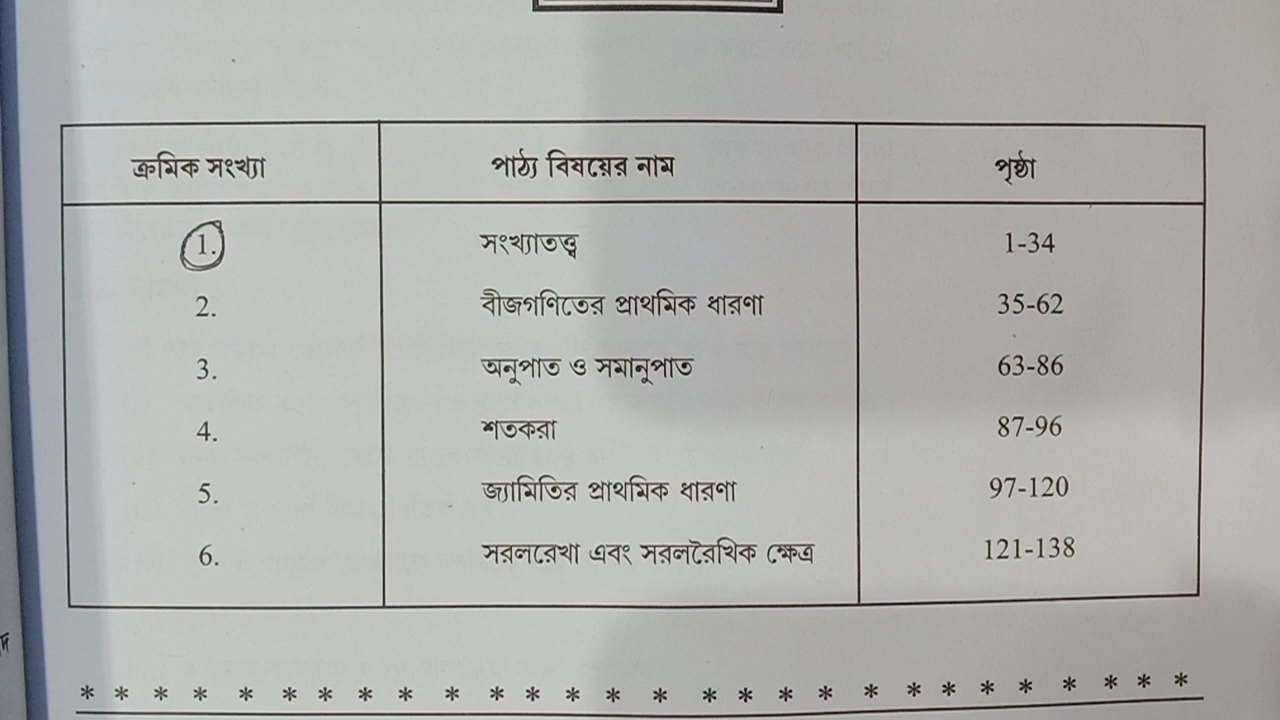 ক্রমিক সংখ্যা পাঠ্য বিষয়ের নাম পৃষ্ঠা
1. সংখ্যাতত্ত্ব 1-34
2. বীজগণিতের প্রাথমিক ধারণা 35-62
3. অনুপাত ও সমানুপাত 63-86
4. শতকরা 87-96
5. জ্যামিতির প্রাথমিক ধারণা 97-120
6. সরলরেখা এবং সরলরৈখিক ক্ষেত্র 121-138
* * * * * * * * * * * * * * * * * * * * * * * * * * * * *